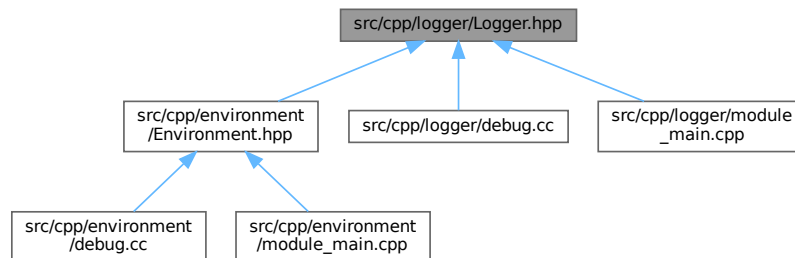 src/cpp/logger/Logger.hpp
src/cpp/environment
/Environment.hpp
src/cpp/logger/debug.cc
src/cpp/logger/module
_main.cpp
src/cpp/environment
/debug.cc
src/cpp/environment
/module_main.cpp